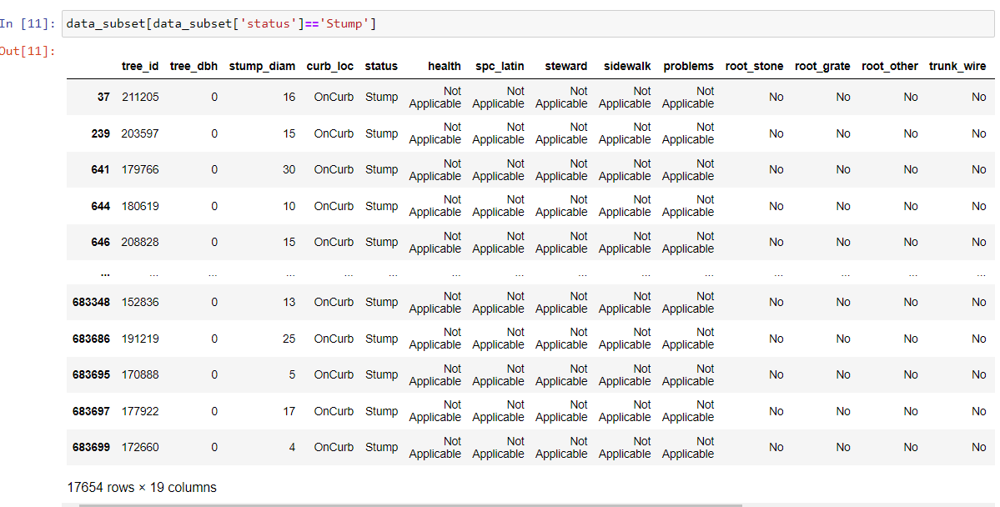 In [11]: data_subset[data_subset['status']=='Stump']
Out[11]:
tree_id tree_dbh stump_diam curb_loc status health spc_latin steward sidewalk problems root_stone root_grate root_other trunk_wire
37 211205 0 16 OnCurb Stump Not Applicable Not Applicable Not Applicable Not Applicable Not Applicable No No No No
239 203597 0 15 OnCurb Stump Not Applicable Not Applicable Not Applicable Not Applicable Not Applicable No No No No
641 179766 0 30 OnCurb Stump Not Applicable Not Applicable Not Applicable Not Applicable Not Applicable No No No No
644 180619 0 10 OnCurb Stump Not Applicable Not Applicable Not Applicable Not Applicable Not Applicable No No No No
646 208828 0 15 OnCurb Stump Not Applicable Not Applicable Not Applicable Not Applicable Not Applicable No No No No
... ... ... ... ... ... ... ... ... ... ... ... ... ... ...
683348 152836 0 13 OnCurb Stump Not Applicable Not Applicable Not Applicable Not Applicable Not Applicable No No No No
683686 191219 0 25 OnCurb Stump Not Applicable Not Applicable Not Applicable Not Applicable Not Applicable No No No No
683695 170888 0 5 OnCurb Stump Not Applicable Not Applicable Not Applicable Not Applicable Not Applicable No No No No
683697 177922 0 17 OnCurb Stump Not Applicable Not Applicable Not Applicable Not Applicable Not Applicable No No No No
683699 172660 0 4 OnCurb Stump Not Applicable Not Applicable Not Applicable Not Applicable Not Applicable No No No No
17654 rows × 19 columns